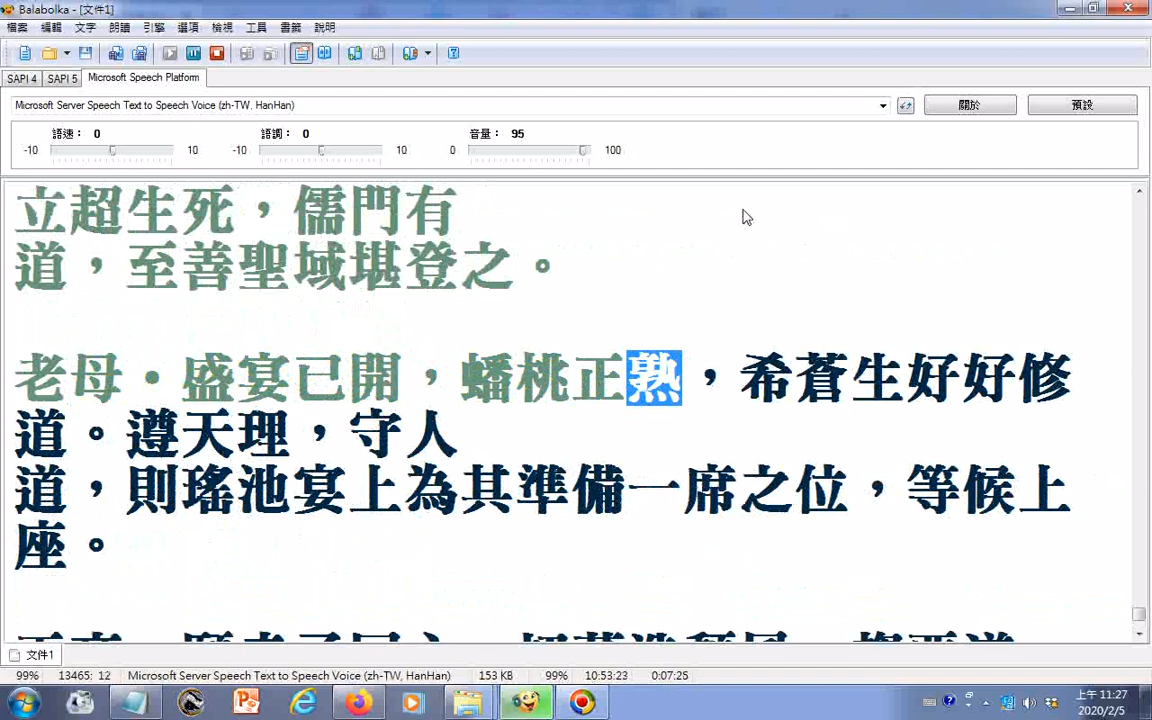 Balabolka - [文件1]
檔案 編輯 文字 朗讀 引擎 選項 檢視 工具 書籤 說明
SAPI 4 SAPI 5 Microsoft Speech Platform
Microsoft Server Speech Text to Speech Voice (zh-TW, HanHan) 關於 預設
語速： 0 語調： 0 音量： 95
-10 10 -10 10 0 100
立超生死，儒門有
道，至善聖域堪登之。
老母‧盛宴已開，蟠桃正熟，希蒼生好好修
道。遵天理，守人
道，則瑤池宴上為其準備一席之位，等候上
座。
文件1
99% 13465: 12 Microsoft Server Speech Text to Speech Voice (zh-TW, HanHan) 153 KB 99% 10:53:23 0:07:25
上午 11:27
2020/2/5